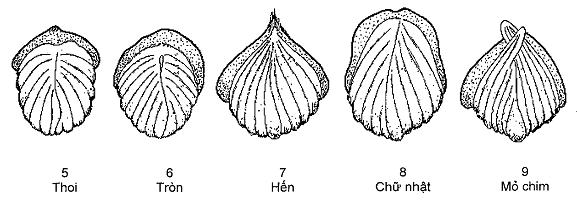 5 6 7 8 9
Thoi Tròn Hến Chữ nhật Mỏ chim